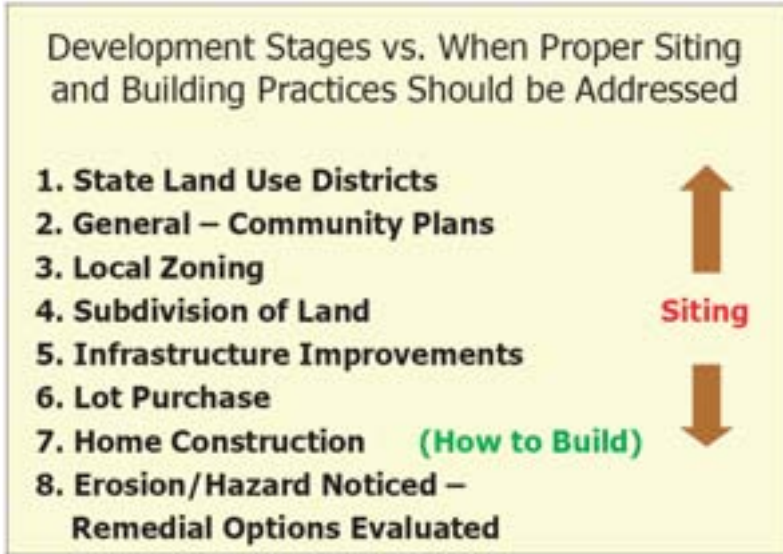 Development Stages vs. When Proper Siting
and Building Practices Should be Addressed
1. State Land Use Districts
2. General – Community Plans
3. Local Zoning
4. Subdivision of Land
Siting
5. Infrastructure Improvements
6. Lot Purchase
7. Home Construction (How to Build)
8. Erosion/Hazard Noticed –
Remedial Options Evaluated